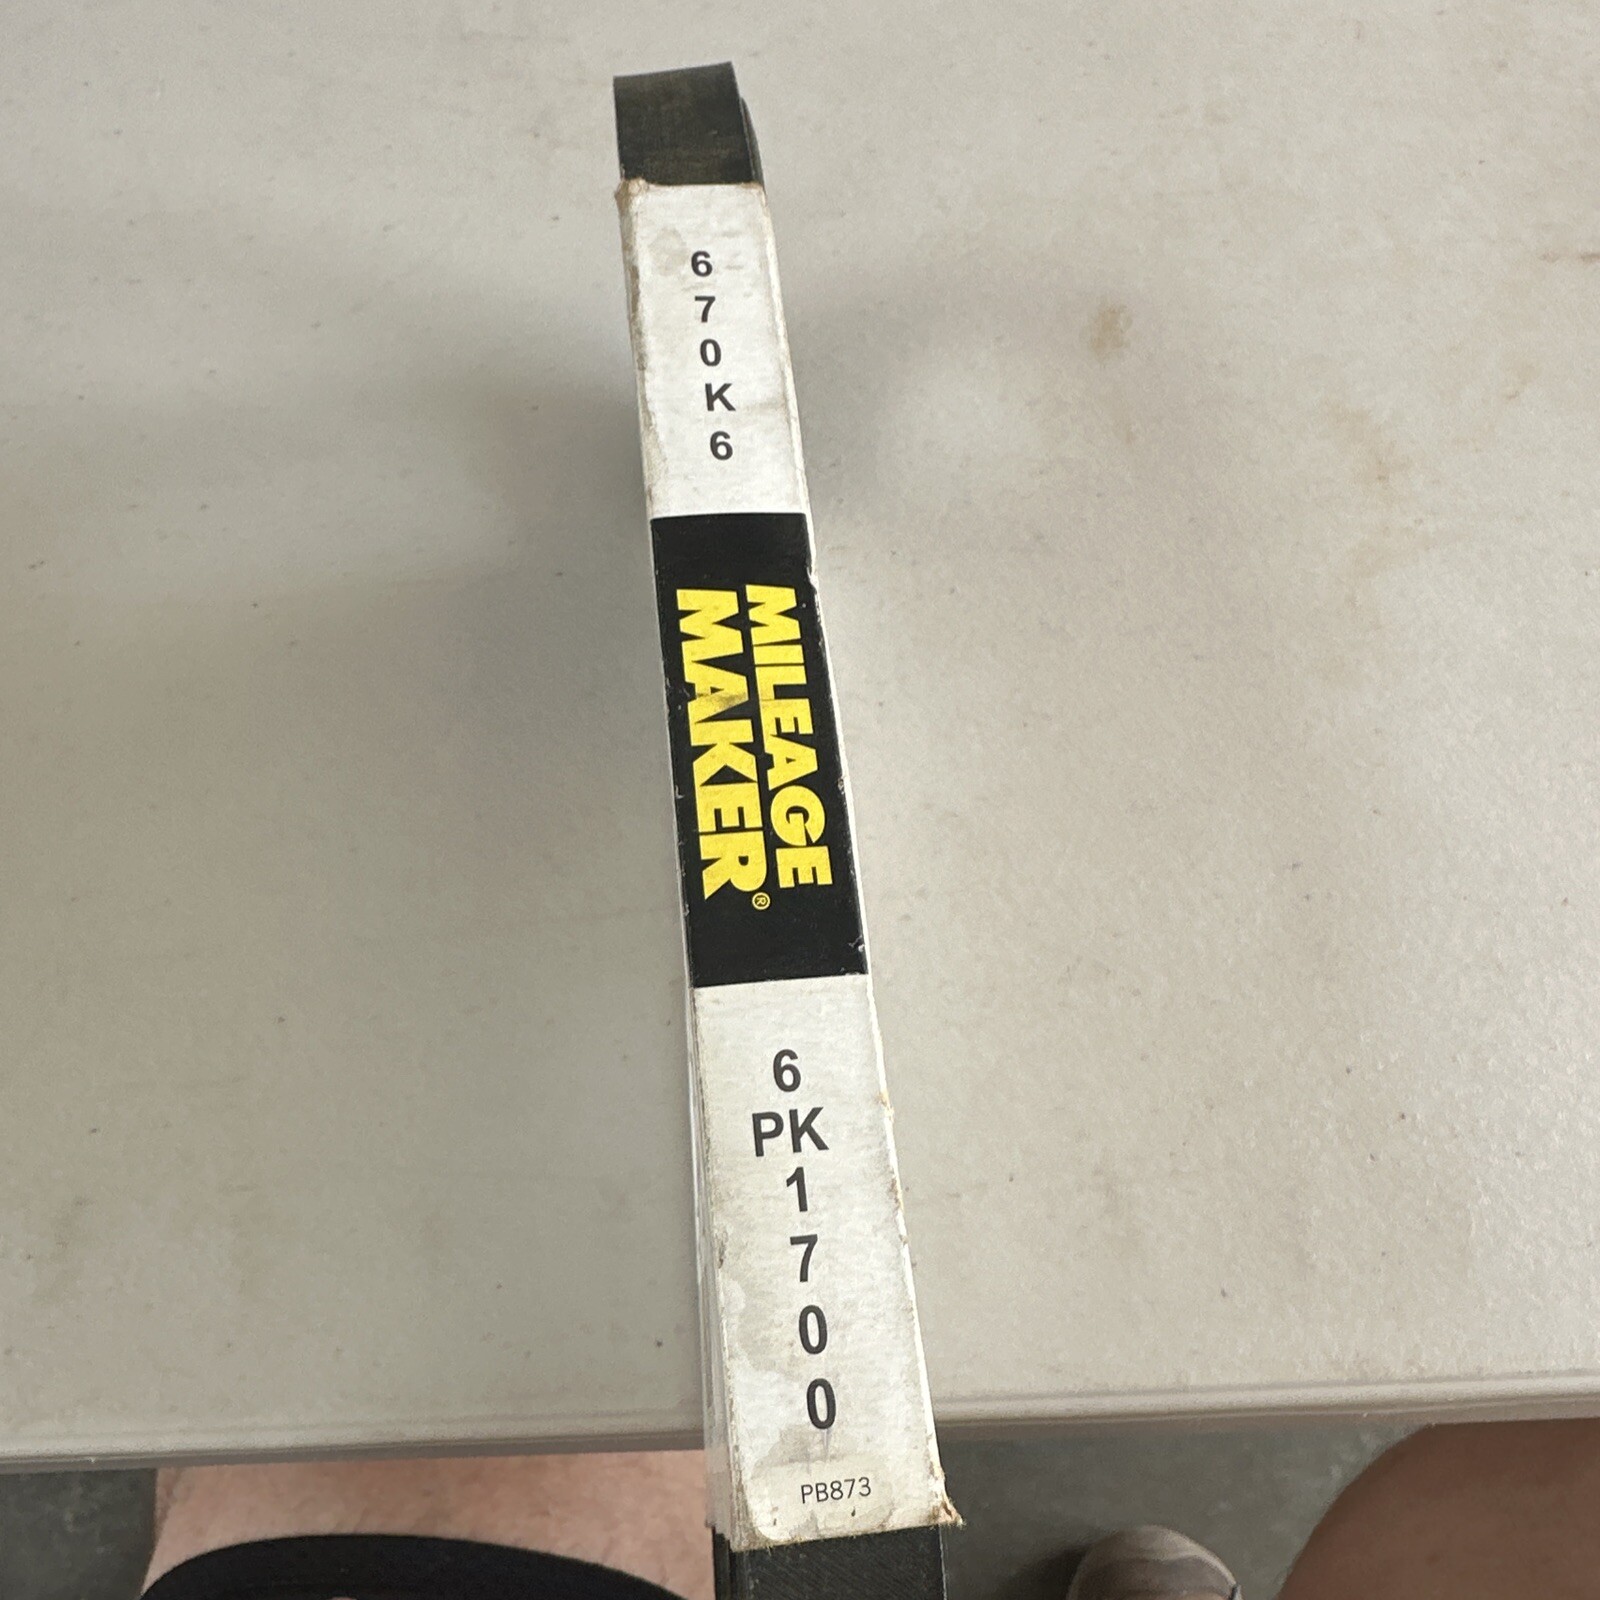 670K6
MILEAGE
MAKER®
6
PK
1700
PB873